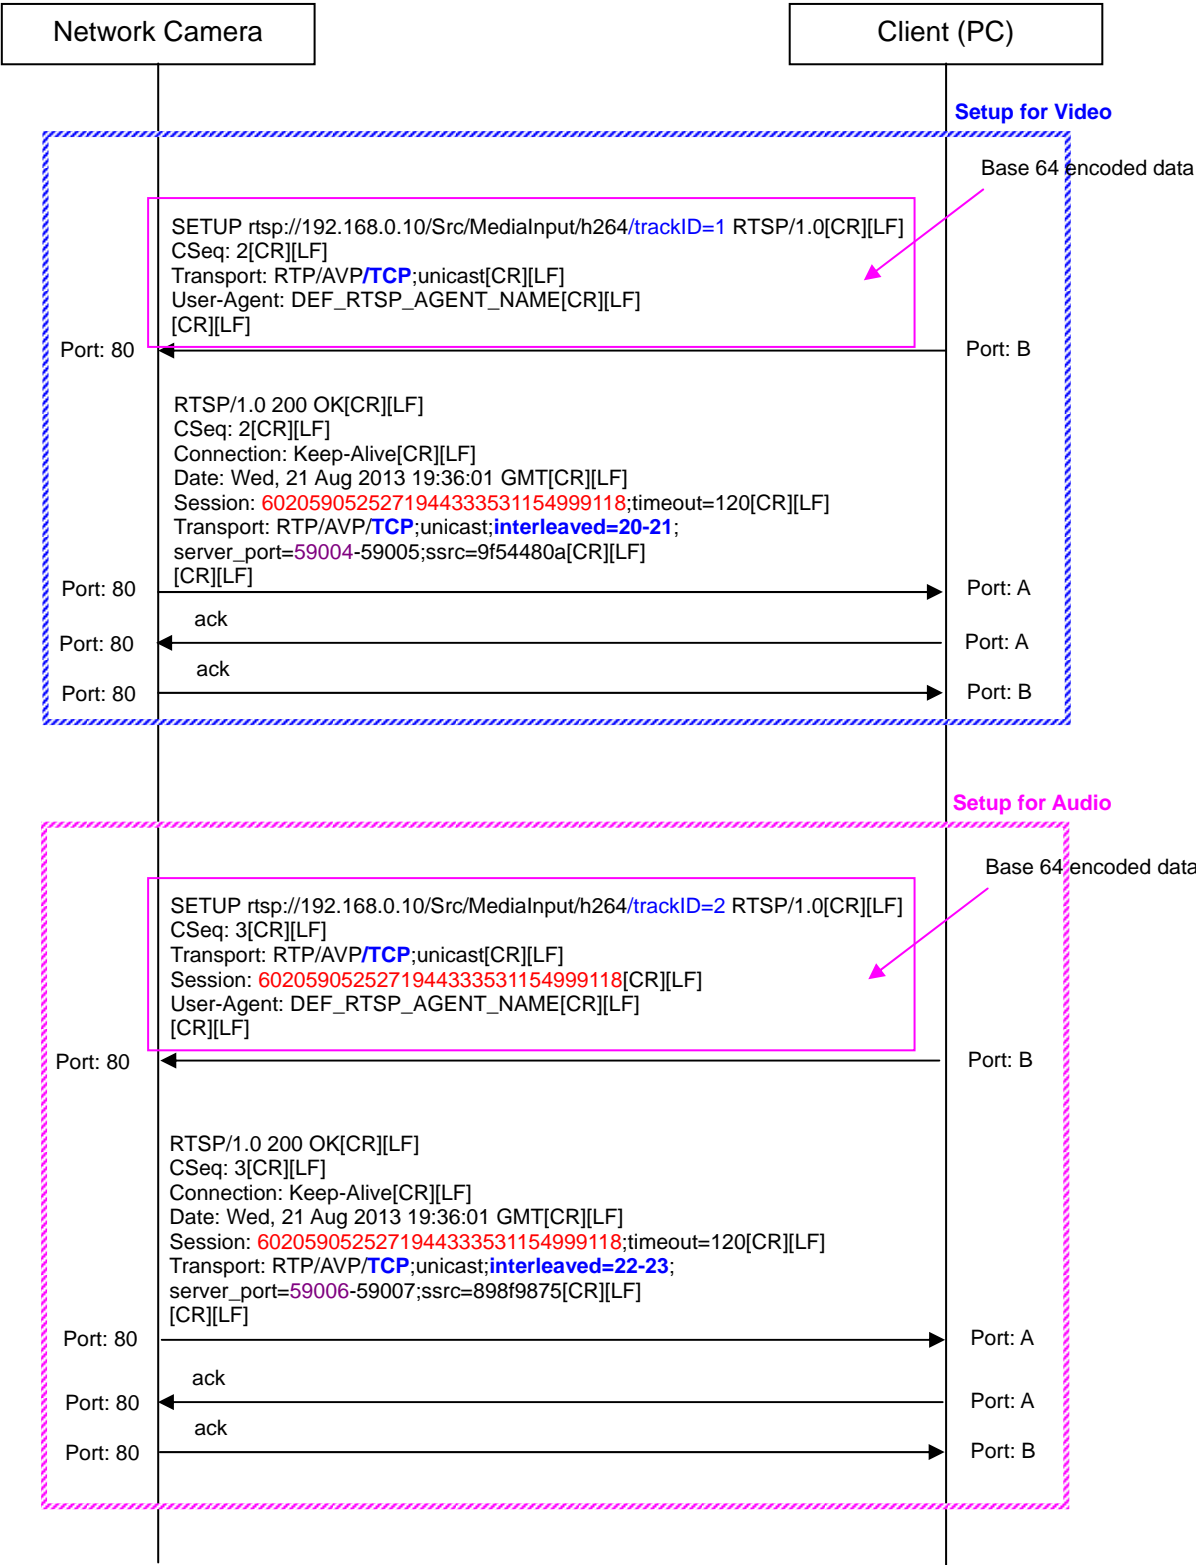 Network Camera
Client (PC)
Setup for Video
Base 64 encoded data
SETUP rtsp://192.168.0.10/Src/MediaInput/h264/trackID=1 RTSP/1.0[CR][LF]
CSeq: 2[CR][LF]
Transport: RTP/AVP/TCP;unicast[CR][LF]
User-Agent: DEF_RTSP_AGENT_NAME[CR][LF]
[CR][LF]
Port: 80
Port: B
RTSP/1.0 200 OK[CR][LF]
CSeq: 2[CR][LF]
Connection: Keep-Alive[CR][LF]
Date: Wed, 21 Aug 2013 19:36:01 GMT[CR][LF]
Session: 6020590525271944333531154999118;timeout=120[CR][LF]
Transport: RTP/AVP/TCP;unicast;interleaved=20-21;
server_port=59004-59005;ssrc=9f54480a[CR][LF]
[CR][LF]
Port: 80
Port: A
ack
Port: 80
Port: A
ack
Port: 80
Port: B
Setup for Audio
Base 64 encoded data
SETUP rtsp://192.168.0.10/Src/MediaInput/h264/trackID=2 RTSP/1.0[CR][LF]
CSeq: 3[CR][LF]
Transport: RTP/AVP/TCP;unicast[CR][LF]
Session: 6020590525271944333531154999118[CR][LF]
User-Agent: DEF_RTSP_AGENT_NAME[CR][LF]
[CR][LF]
Port: 80
Port: B
RTSP/1.0 200 OK[CR][LF]
CSeq: 3[CR][LF]
Connection: Keep-Alive[CR][LF]
Date: Wed, 21 Aug 2013 19:36:01 GMT[CR][LF]
Session: 6020590525271944333531154999118;timeout=120[CR][LF]
Transport: RTP/AVP/TCP;unicast;interleaved=22-23;
server_port=59006-59007;ssrc=898f9875[CR][LF]
[CR][LF]
Port: 80
Port: A
ack
Port: 80
Port: A
ack
Port: 80
Port: B